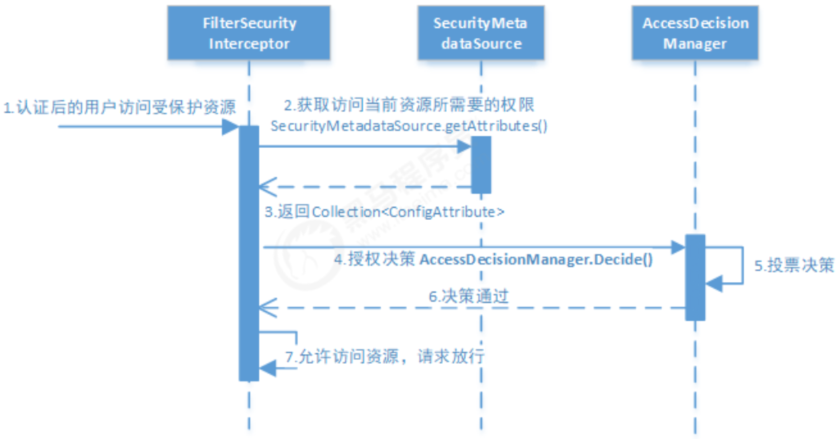 FilterSecurity
Interceptor
SecurityMeta
dataSource
AccessDecision
Manager
1.认证后的用户访问受保护资源
2.获取访问当前资源所需要的权限
SecurityMetadataSource.getAttributes()
3.返回Collection<ConfigAttribute>
4.授权决策 AccessDecisionManager.Decide()
5.投票决策
6.决策通过
7.允许访问资源，请求放行